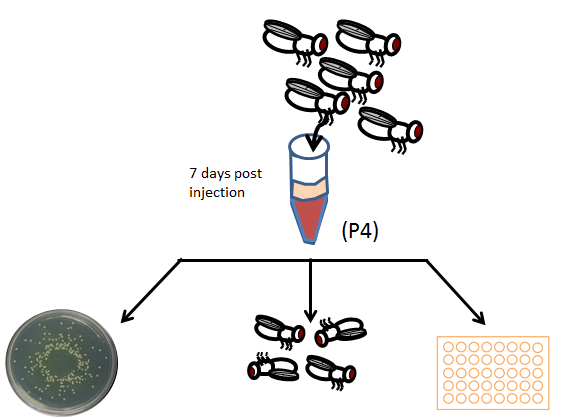 7 days post
injection
(P4)